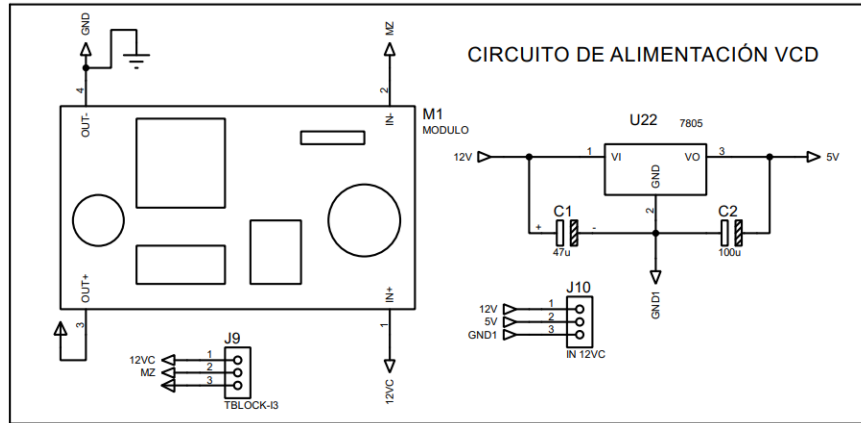 CIRCUITO DE ALIMENTACIÓN VCD
GND
4
OUT-
MZ
2
IN-
M1
MODULO
OUT+
3
IN+
1
12VC
J9
12VC 1
MZ 2
3
TBLOCK-I3
U22 7805
12V 1 VI VO 3 5V
GND
2
C1
+ -
47u
C2
100u
GND1
J10
12V 1
5V 2
GND1 3
IN 12VC